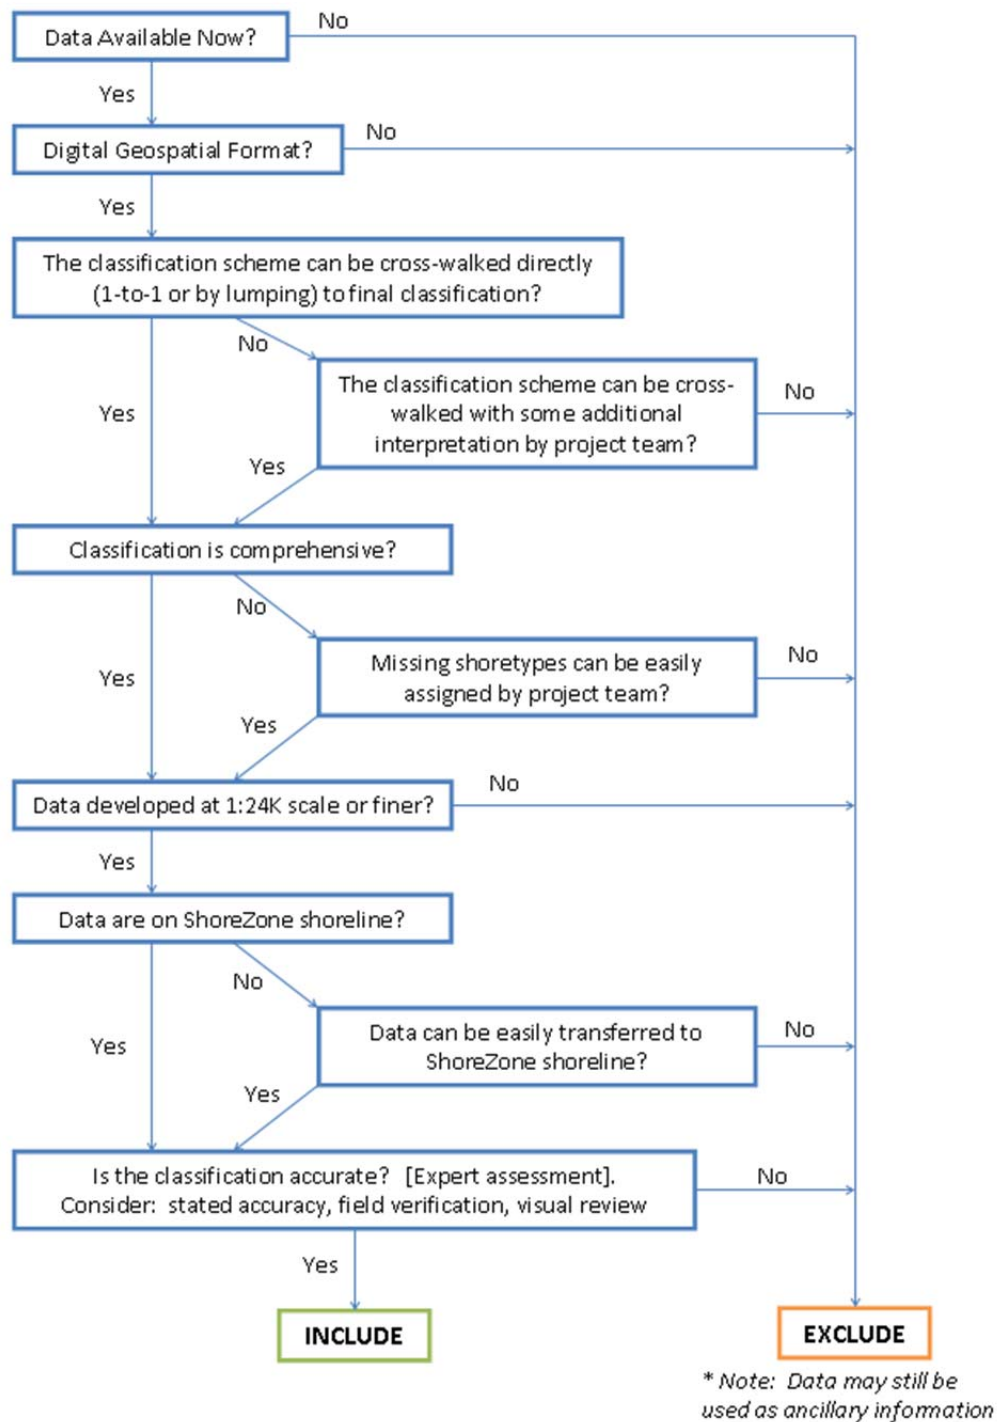 Data Available Now?
No
Yes
Digital Geospatial Format?
No
Yes
The classification scheme can be cross-walked directly
(1-to-1 or by lumping) to final classification?
No
Yes
The classification scheme can be cross-
walked with some additional
interpretation by project team?
No
Yes
Classification is comprehensive?
No
Yes
Missing shoretypes can be easily
assigned by project team?
No
Yes
Data developed at 1:24K scale or finer?
No
Yes
Data are on ShoreZone shoreline?
No
Yes
Data can be easily transferred to
ShoreZone shoreline?
No
Yes
Is the classification accurate? [Expert assessment].
Consider: stated accuracy, field verification, visual review
No
Yes
INCLUDE
EXCLUDE
* Note: Data may still be
used as ancillary information